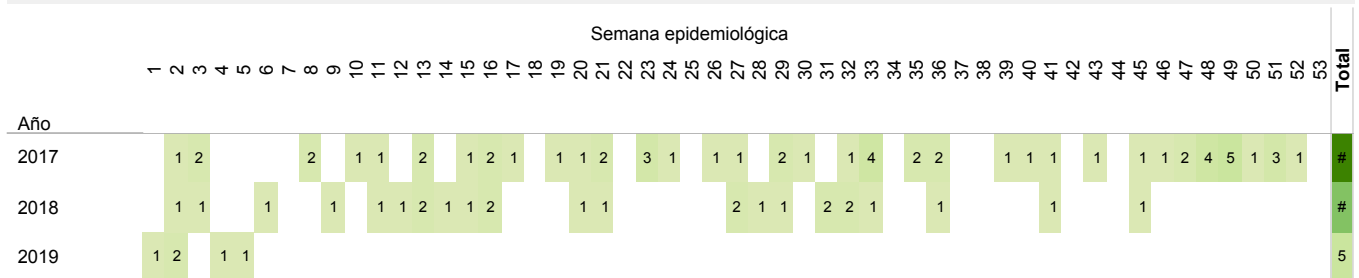 Semana epidemiológica
1 2 3 4 5 6 7 8 9 10 11 12 13 14 15 16 17 18 19 20 21 22 23 24 25 26 27 28 29 30 31 32 33 34 35 36 37 38 39 40 41 42 43 44 45 46 47 48 49 50 51 52 53 Total
Año
2017 1 2 2 1 1 2 1 2 1 1 1 2 3 1 1 1 2 1 1 4 2 2 1 1 1 1 1 1 2 4 5 1 3 1 #
2018 1 1 1 1 1 1 2 1 1 2 1 1 2 1 1 2 2 1 1 1 1 #
2019 1 2 1 1 5